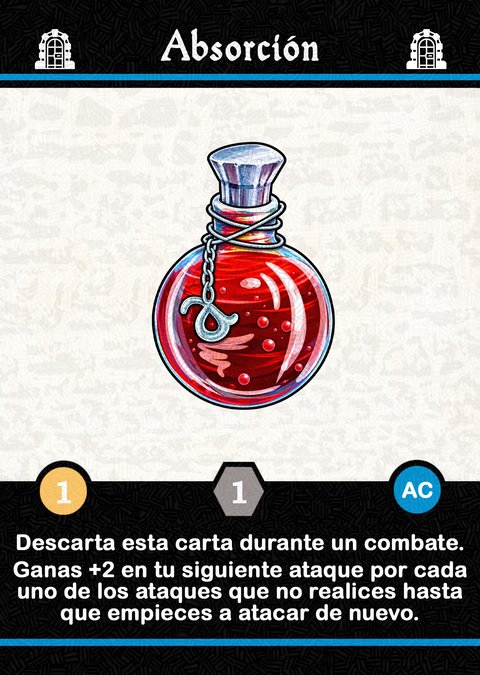 Absorción
1
1
AC
Descarta esta carta durante un combate.
Ganas +2 en tu siguiente ataque por cada
uno de los ataques que no realices hasta
que empieces a atacar de nuevo.